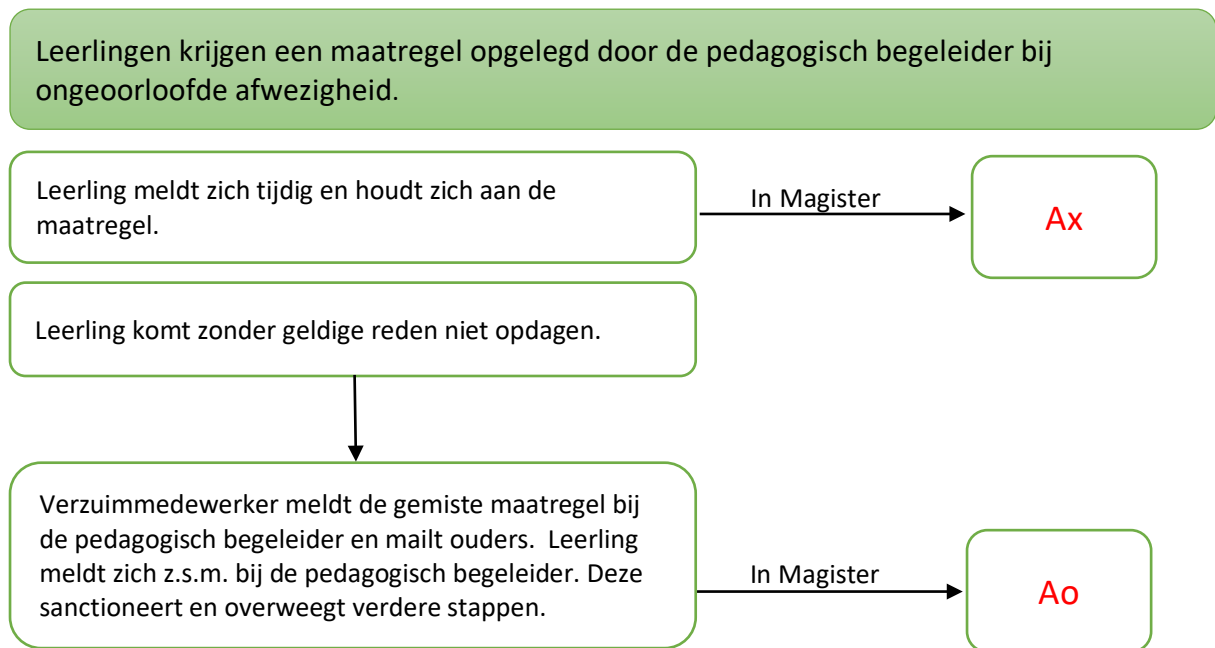 Leerlingen krijgen een maatregel opgelegd door de pedagogisch begeleider bij
ongeoorloofde afwezigheid.
Leerling meldt zich tijdig en houdt zich aan de
maatregel.
In Magister
Ax
Leerling komt zonder geldige reden niet opdagen.
Verzuimmedewerker meldt de gemiste maatregel bij
de pedagogisch begeleider en mailt ouders.  Leerling
meldt zich z.s.m. bij de pedagogisch begeleider. Deze
sanctioneert en overweegt verdere stappen.
In Magister
Ao